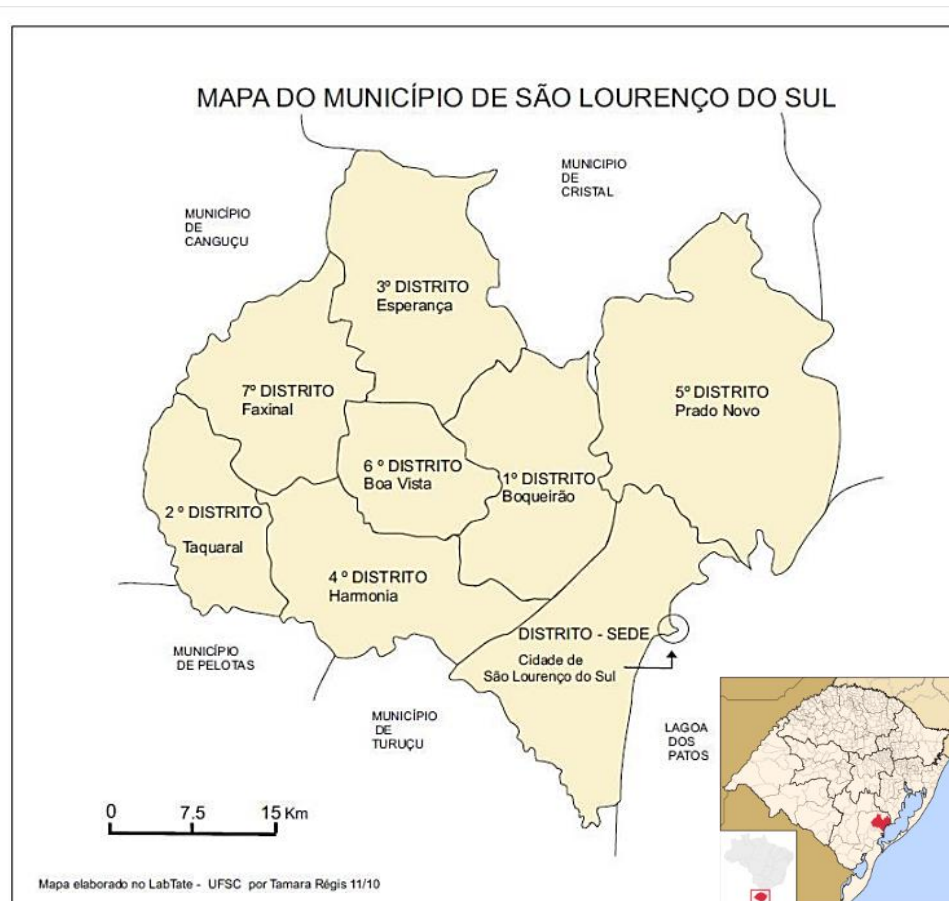 MAPA DO MUNICÍPIO DE SÃO LOURENÇO DO SUL
MUNICIPIO
DE
CRISTAL
MUNICÍPIO
DE
CANGUÇU
3º DISTRITO
Esperança
7º DISTRITO
Faxinal
5º DISTRITO
Prado Novo
6 º DISTRITO
Boa Vista
1º DISTRITO
Boqueirão
2 º DISTRITO
Taquaral
4 º DISTRITO
Harmonia
DISTRITO - SEDE
Cidade de
São Lourenço do Sul
MUNICÍPIO
DE PELOTAS
MUNICÍPIO
DE
TURUÇU
LAGOA
DOS
PATOS
0 7.5 15 Km
Mapa elaborado no LabTate - UFSC por Tamara Régis 11/10